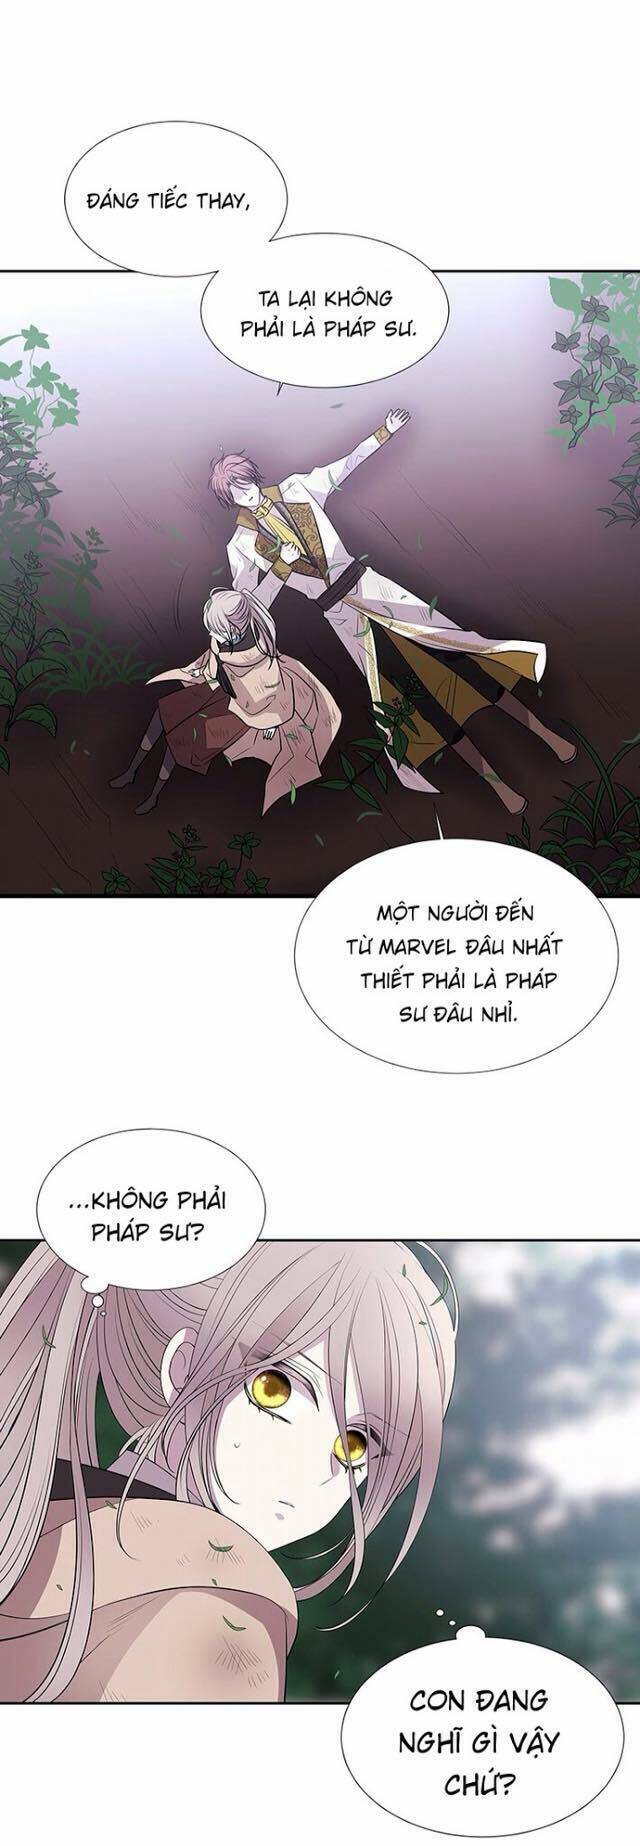 ĐÁNG TIẾC THAY,
TA LẠI KHÔNG
PHẢI LÀ PHÁP SƯ.
MỘT NGƯỜI ĐẾN
TỪ MARVEL ĐÂU NHẤT
THIẾT PHẢI LÀ PHÁP
SƯ ĐÂU NHỈ.
...KHÔNG PHẢI
PHÁP SƯ?
CON ĐANG
NGHĨ GÌ VẬY
CHỨ?